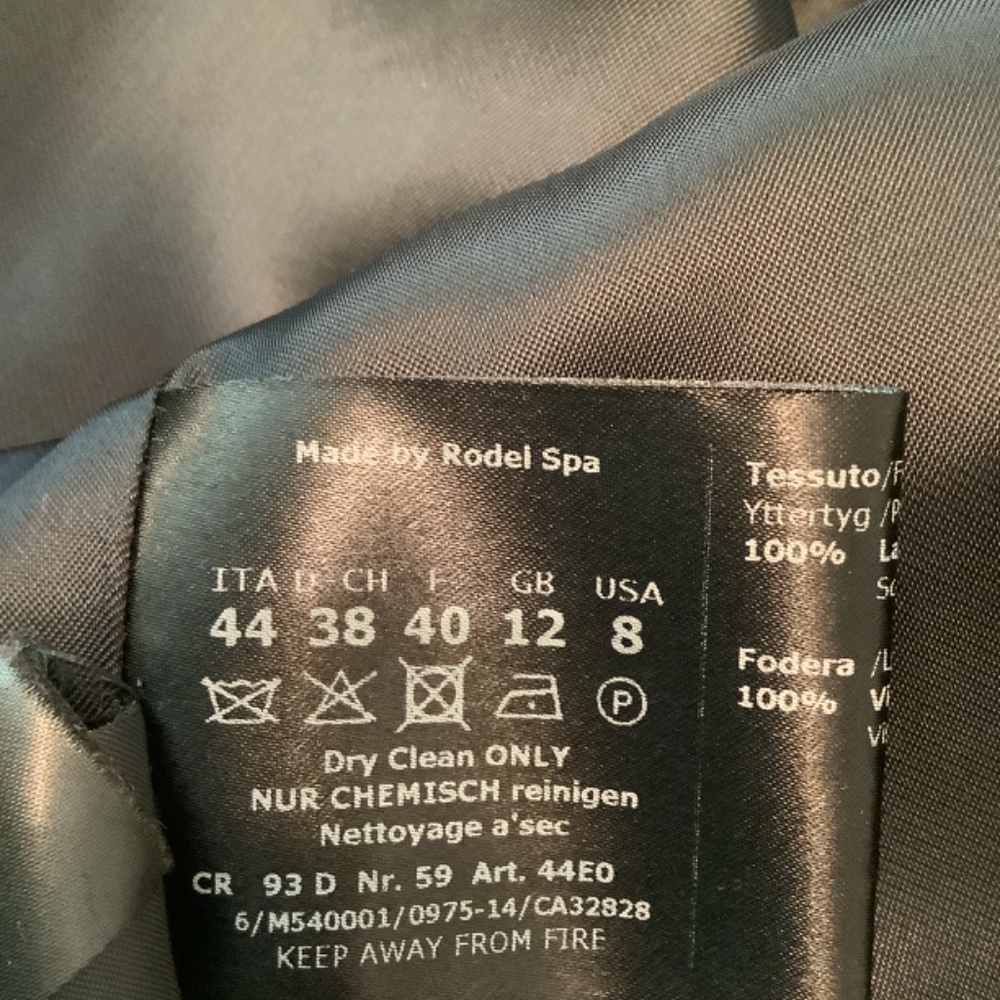 Made by Rodel Spa
ITA D CH F GB USA
44 38 40 12 8
P
Dry Clean ONLY
NUR CHEMISCH reinigen
Nettoyage a'sec
CR 93 D Nr. 59 Art. 44E0
6/M540001/0975-14/CA32828
KEEP AWAY FROM FIRE
Tessuto/
Yttertyg /
100%
Fodera /
100%